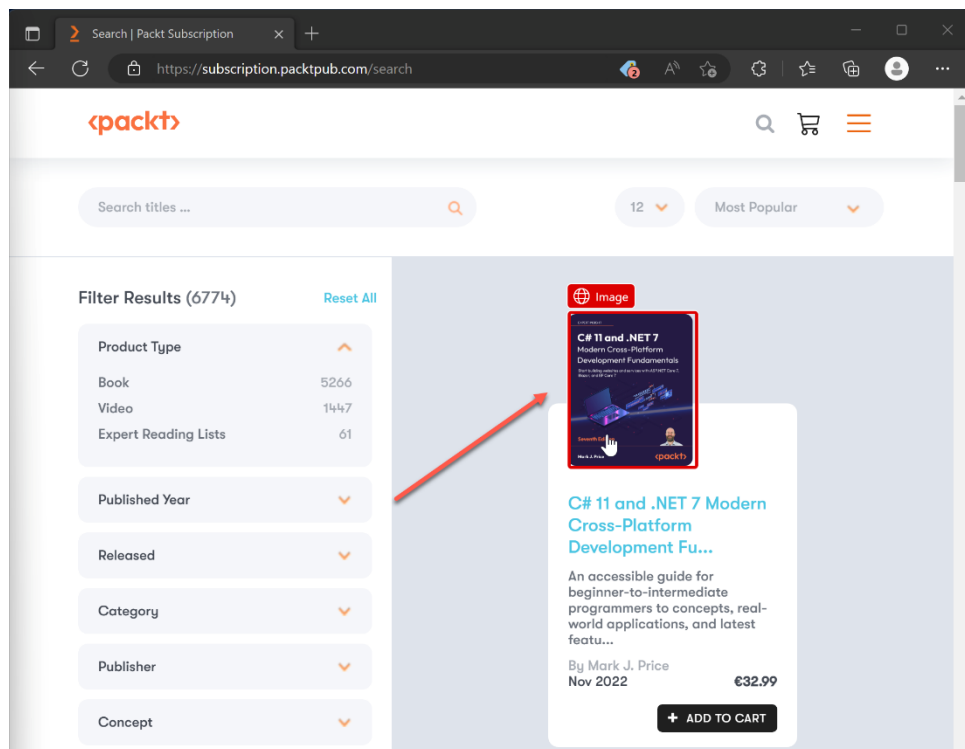 Search | Packt Subscription
https://subscription.packtpub.com/search
2
<packt>
Search titles ...
12
Most Popular
Filter Results (6774)
Reset All
Product Type
Book 5266
Video 1447
Expert Reading Lists 61
Published Year
Released
Category
Publisher
Concept
Image
C# 11 and .NET 7
Modern Cross-Platform
Development Fundamentals
Mark J. Price
<packt>
C# 11 and .NET 7 Modern
Cross-Platform
Development Fu...
An accessible guide for
beginner-to-intermediate
programmers to concepts, real-
world applications, and latest
featu...
By Mark J. Price
Nov 2022
€32.99
+ ADD TO CART